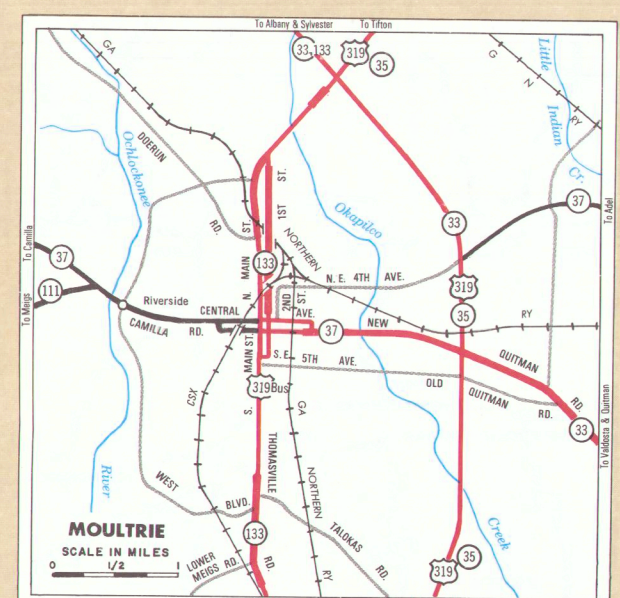 To Albany & Sylvester To Tifton
33,133
319
35
GA
G N RY
Little Indian Cr.
DOERUN RD.
Ochlockonee
Okapilco
1ST ST.
N. MAIN ST.
133
NORTHERN
33
37
To Adel
To Camilla
37
111
To Meigs
N. E. 4TH AVE.
319
35
2ND ST.
Riverside
CENTRAL AVE.
CAMILLA RD.
37
NEW QUITMAN RD.
RY
MAIN ST.
S. E. 5TH AVE.
OLD QUITMAN RD.
33
To Valdosta & Quitman
319Bus
S.
CSX
GA
THOMASVILLE
NORTHERN
RY
River
WEST BLVD.
TALOKAS RD.
133
RD.
LOWER
MEIGS RD.
Creek
35
319
MOULTRIE
SCALE IN MILES
0 1/2 1